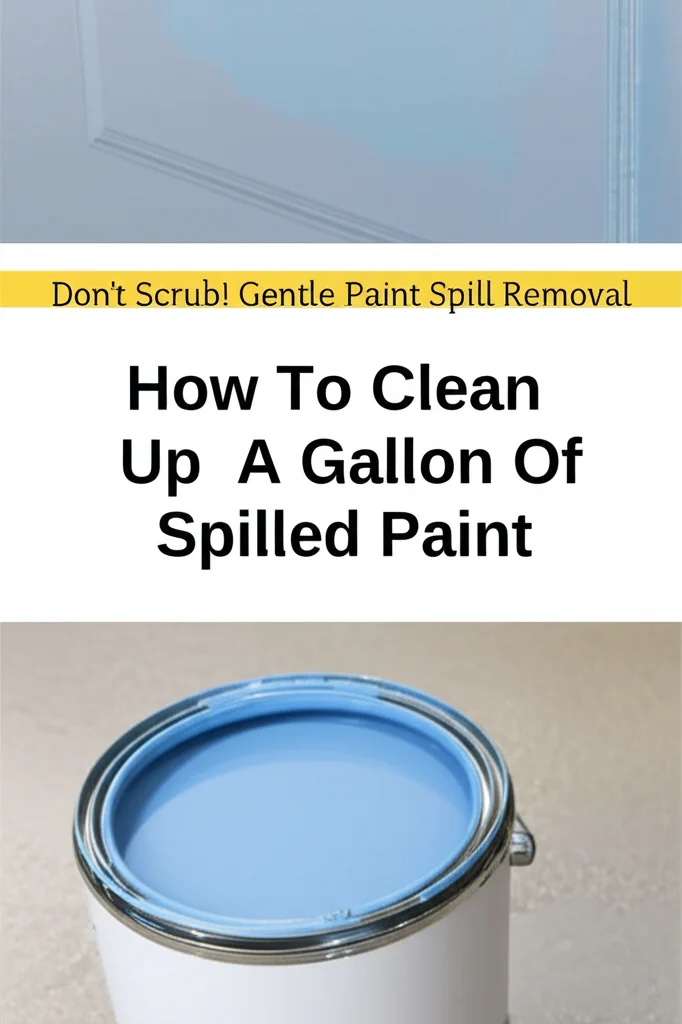 Don't Scrub! Gentle Paint Spill Removal
How To Clean
Up A Gallon Of
Spilled Paint